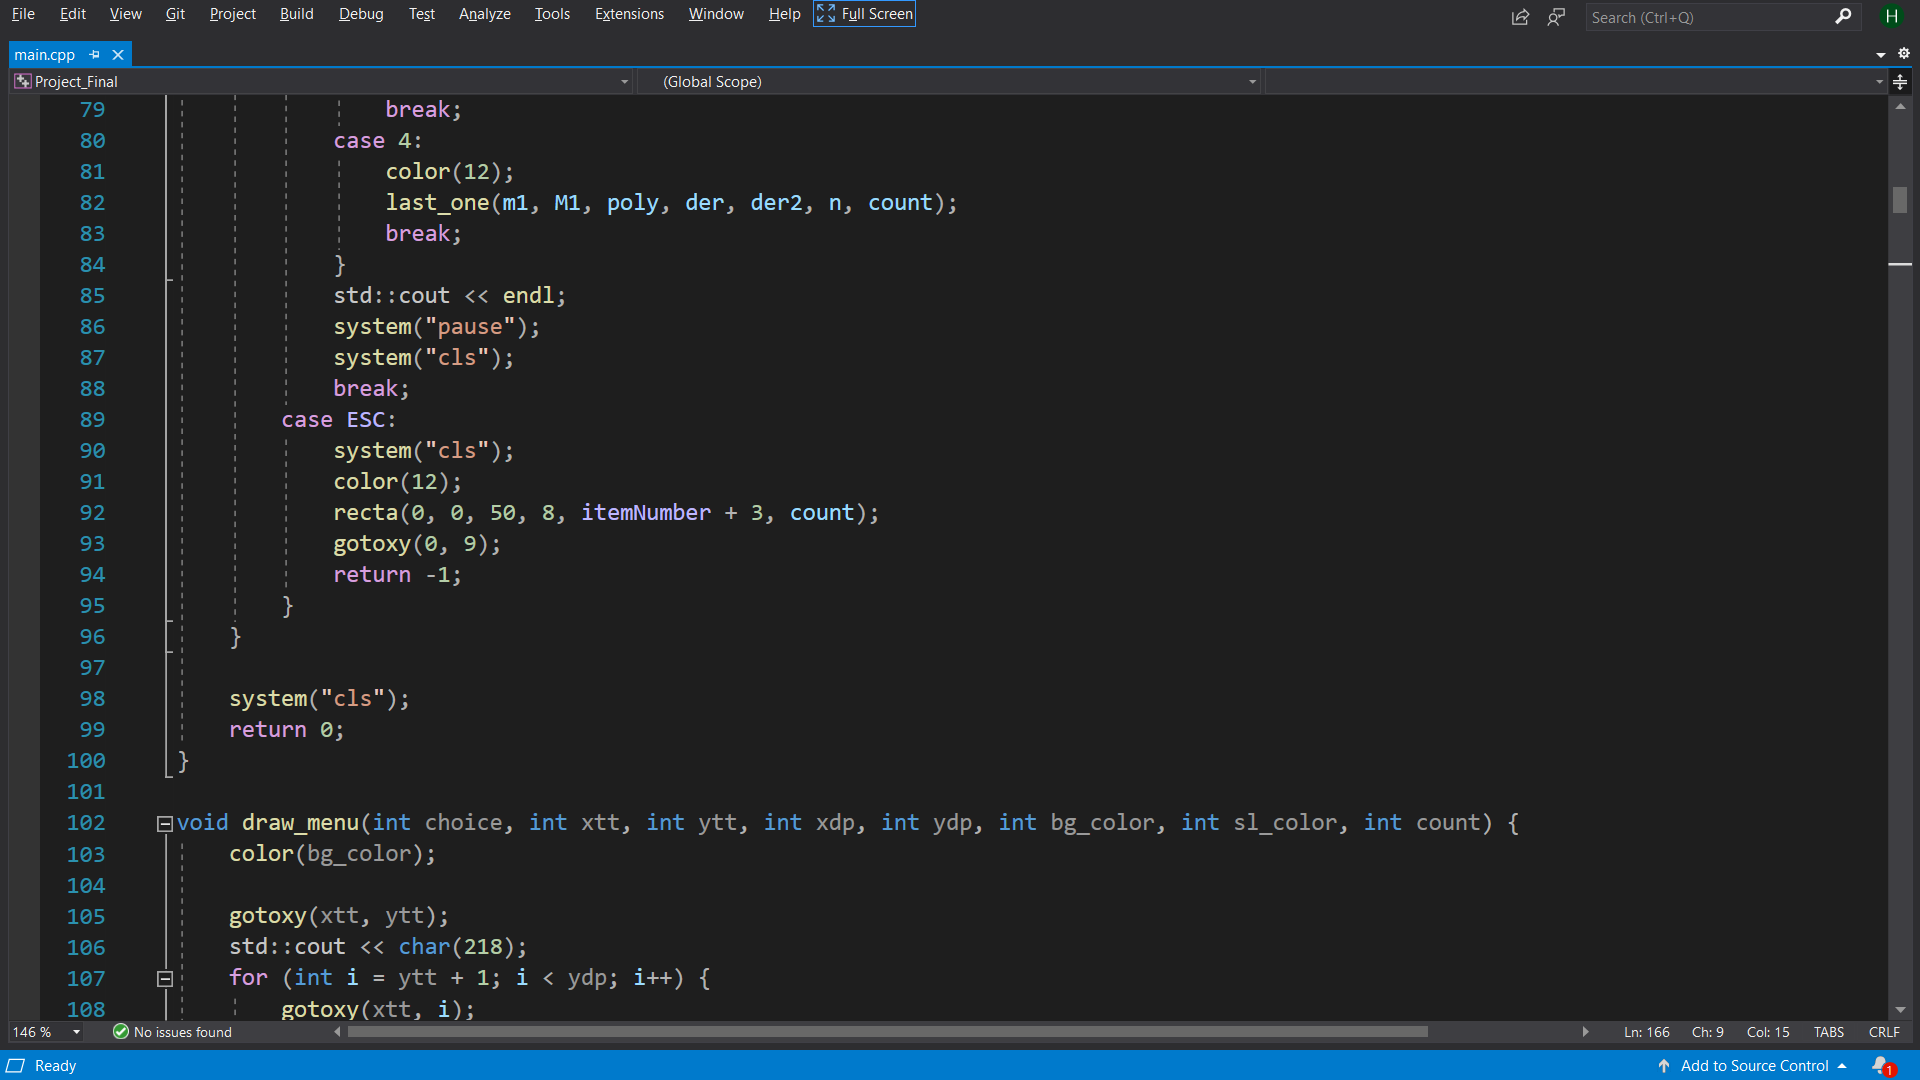 File Edit View Git Project Build Debug Test Analyze Tools Extensions Window Help Full Screen Search (Ctrl+Q) H
main.cpp
Project_Final (Global Scope)
79 break;
80 case 4:
81 color(12);
82 last_one(m1, M1, poly, der, der2, n, count);
83 break;
84 }
85 std::cout << endl;
86 system("pause");
87 system("cls");
88 break;
89 case ESC:
90 system("cls");
91 color(12);
92 recta(0, 0, 50, 8, itemNumber + 3, count);
93 gotoxy(0, 9);
94 return -1;
95 }
96 }
97
98 system("cls");
99 return 0;
100 }
101
102 void draw_menu(int choice, int xtt, int ytt, int xdp, int ydp, int bg_color, int sl_color, int count) {
103 color(bg_color);
104
105 gotoxy(xtt, ytt);
106 std::cout << char(218);
107 for (int i = ytt + 1; i < ydp; i++) {
108 gotoxy(xtt, i);
146 % No issues found Ln: 166 Ch: 9 Col: 15 TABS CRLF
Ready Add to Source Control 1